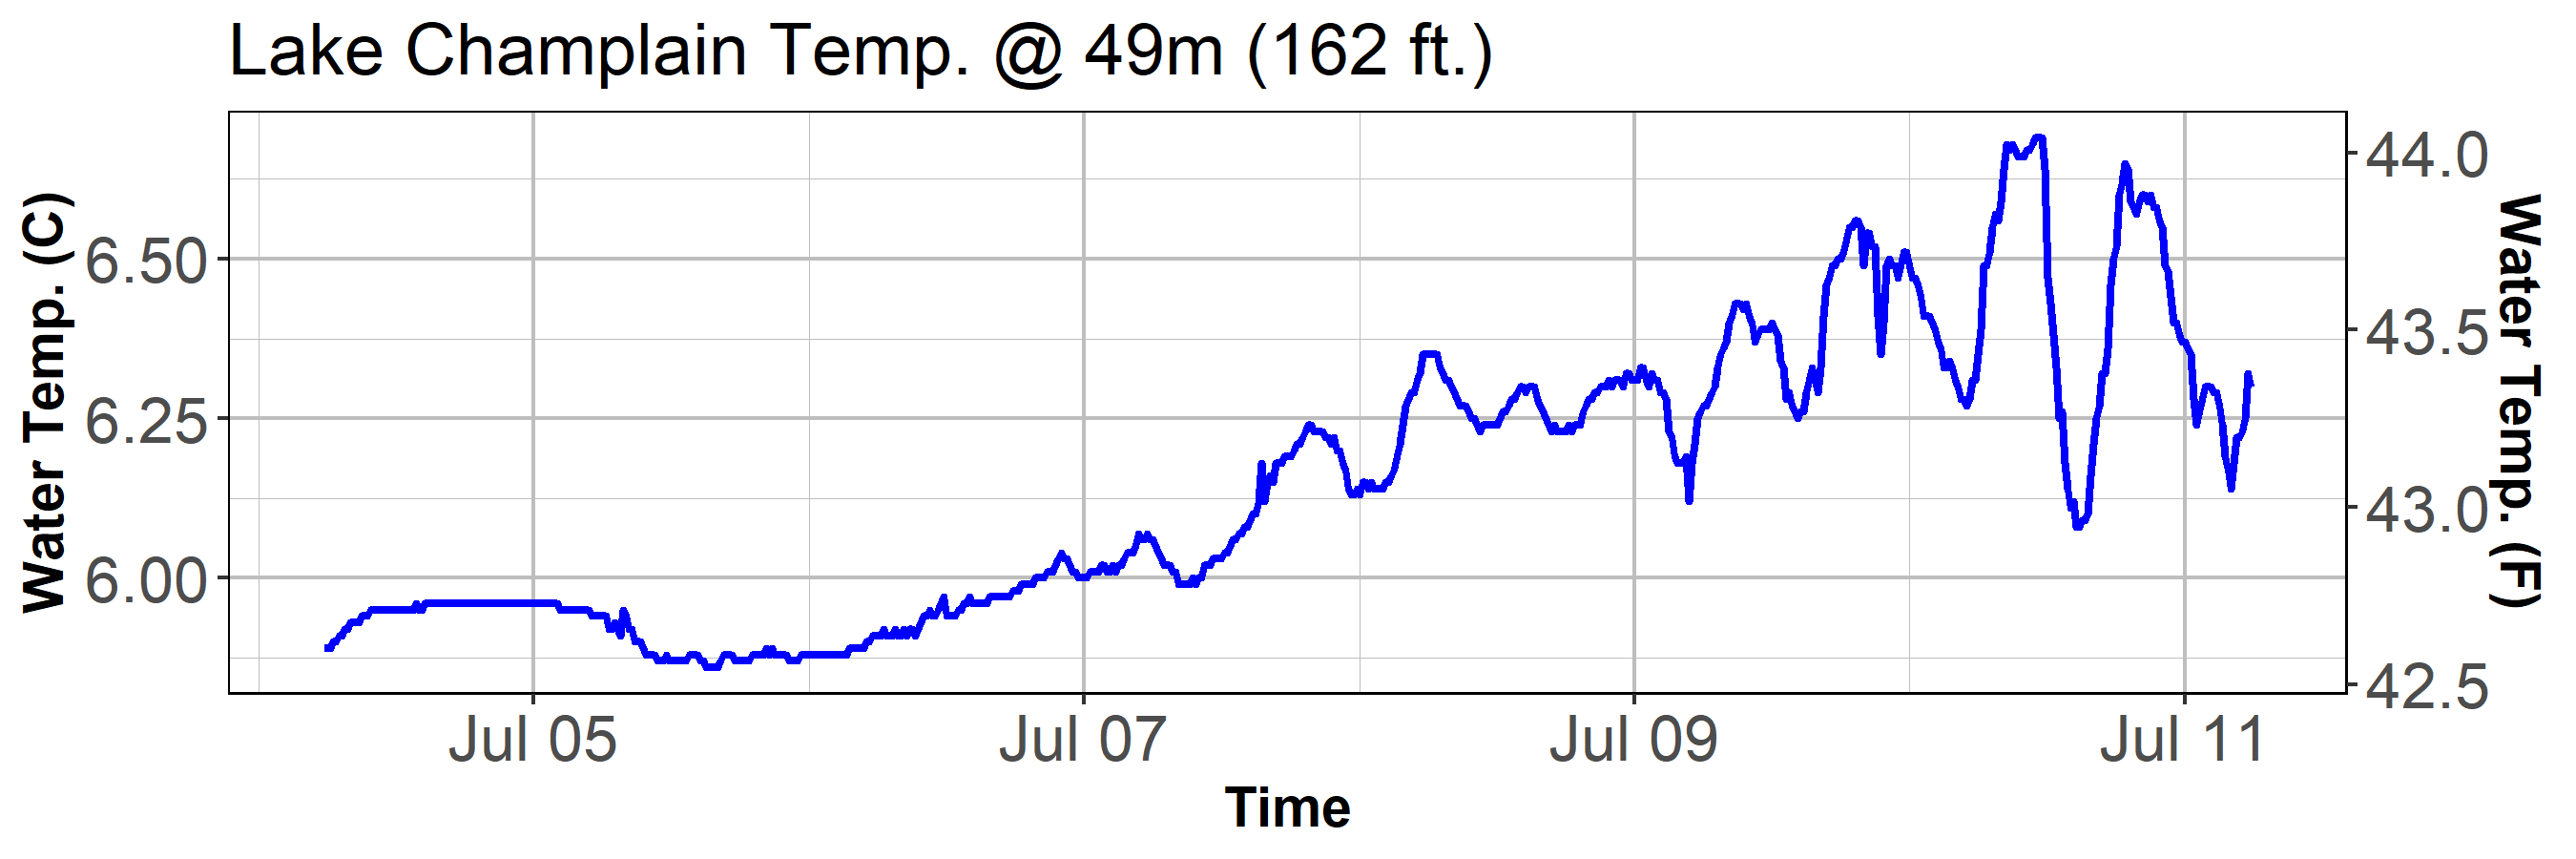 Lake Champlain Temp. @ 49m (162 ft.)
Water Temp. (C)
6.50
6.25
6.00
44.0
43.5
43.0
42.5
Water Temp. (F)
Jul 05 Jul 07 Jul 09 Jul 11
Time